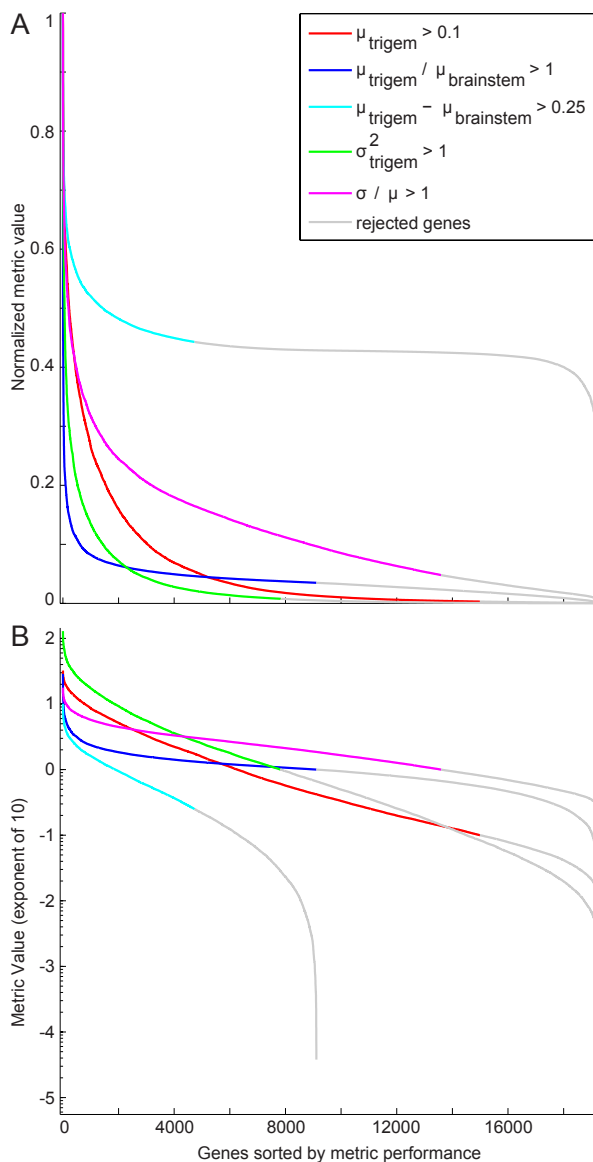 A
1
0.8
0.6
0.4
0.2
0
Normalized metric value
μtrigem > 0.1
μtrigem / μbrainstem > 1
μtrigem − μbrainstem > 0.25
σ²trigem > 1
σ / μ > 1
rejected genes
B
2
1
0
-1
-2
-3
-4
-5
Metric Value (exponent of 10)
0 4000 8000 12000 16000
Genes sorted by metric performance